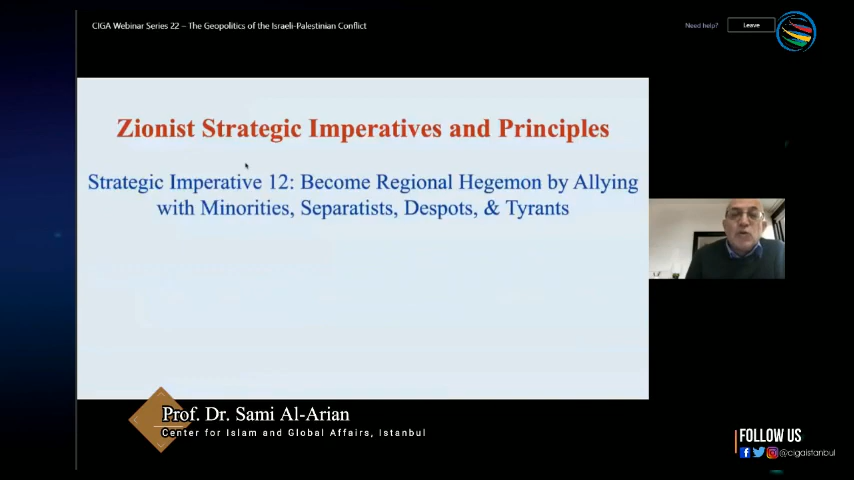 CIGA Webinar Series 22 – The Geopolitics of the Israeli-Palestinian Conflict
Need help?
Leave
Zionist Strategic Imperatives and Principles
Strategic Imperative 12: Become Regional Hegemon by Allying
with Minorities, Separatists, Despots, & Tyrants
Prof. Dr. Sami Al-Arian
Center for Islam and Global Affairs, Istanbul
FOLLOW US
@cigaistanbul